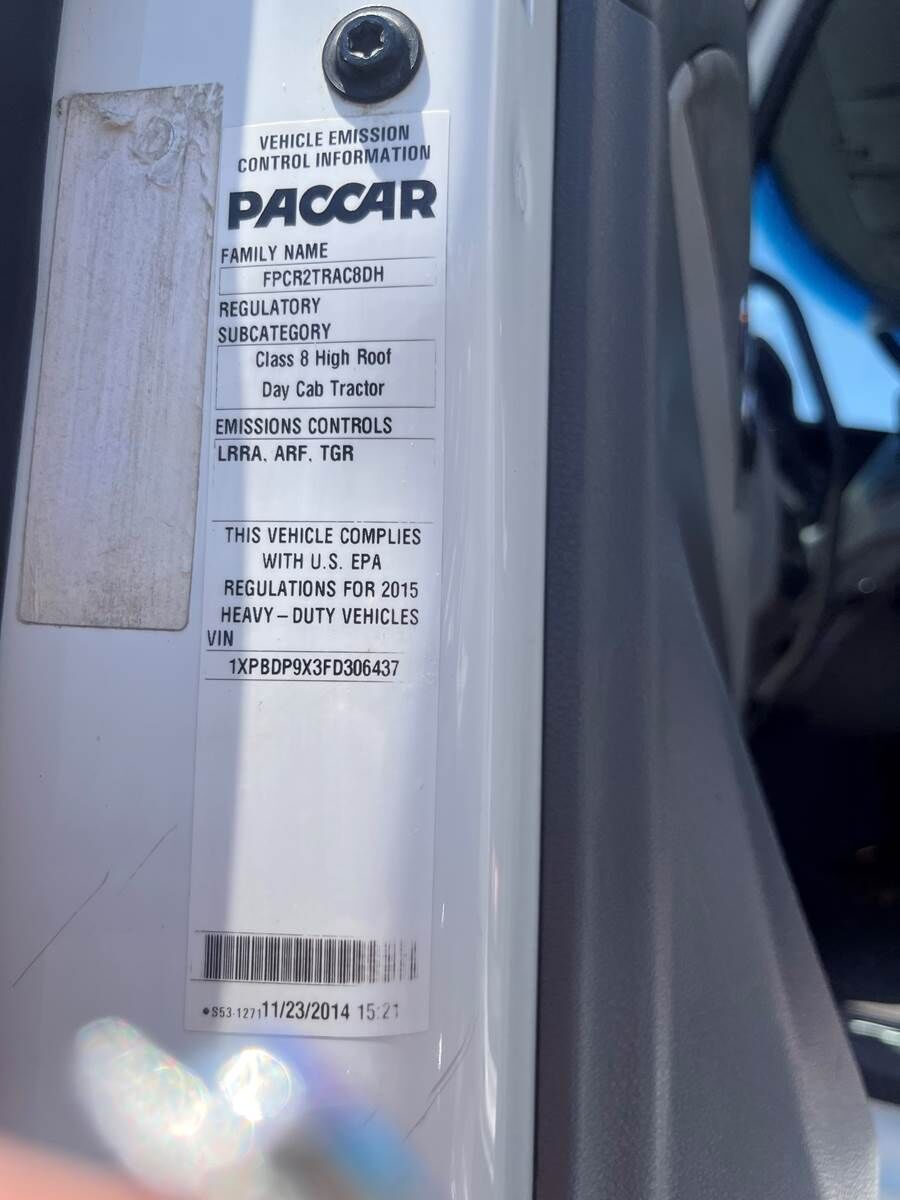 VEHICLE EMISSION
CONTROL INFORMATION
PACCAR
FAMILY NAME
FPCR2TRAC8DH
REGULATORY
SUBCATEGORY
Class 8 High Roof
Day Cab Tractor
EMISSIONS CONTROLS
LRRA, ARF, TGR
THIS VEHICLE COMPLIES
WITH U.S. EPA
REGULATIONS FOR 2015
HEAVY-DUTY VEHICLES
VIN
1XPBDP9X3FD306437
•S53-1271 11/23/2014 15:21